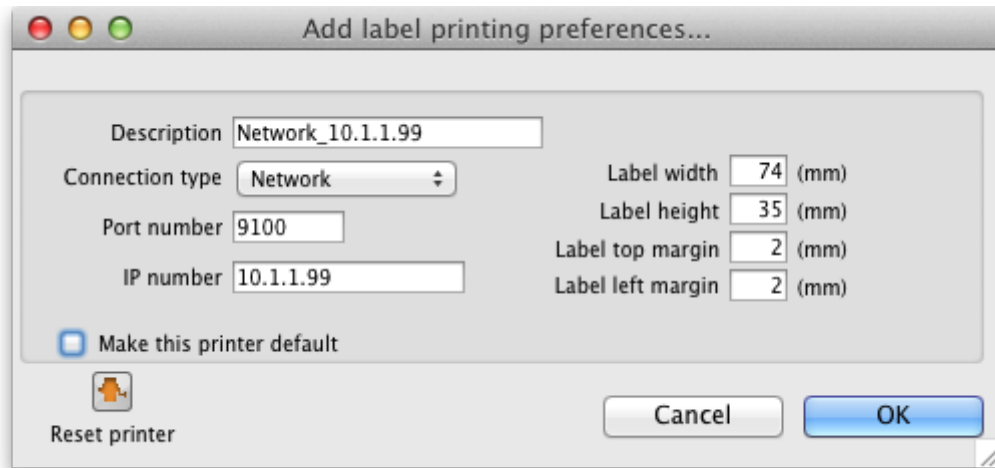 Add label printing preferences...
Description Network_10.1.1.99
Connection type Network
Port number 9100
IP number 10.1.1.99
Label width 74 (mm)
Label height 35 (mm)
Label top margin 2 (mm)
Label left margin 2 (mm)
Make this printer default
Reset printer
Cancel OK